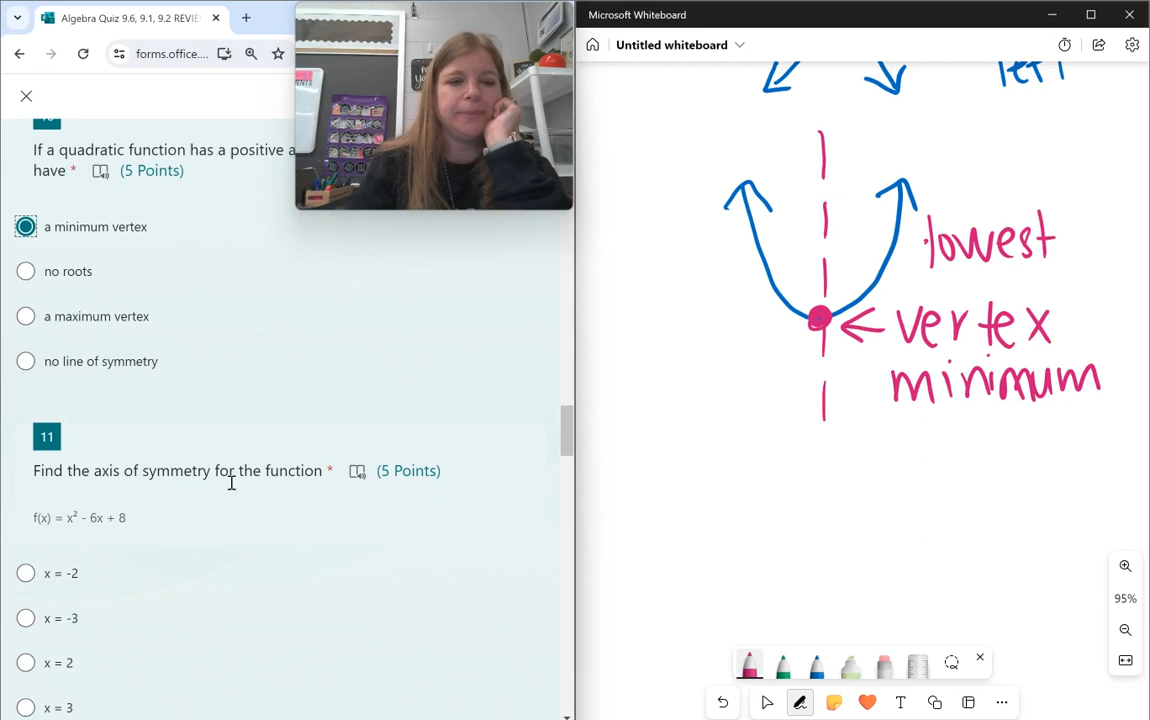 Algebra Quiz 9.6, 9.1, 9.2 REVIE
forms.office....
If a quadratic function has a positive a
have * (5 Points)
a minimum vertex
no roots
a maximum vertex
no line of symmetry
11
Find the axis of symmetry for the function * (5 Points)
f(x) = x² - 6x + 8
x = -2
x = -3
x = 2
x = 3
Microsoft Whiteboard
Untitled whiteboard
left
lowest
vertex
minimum
95%